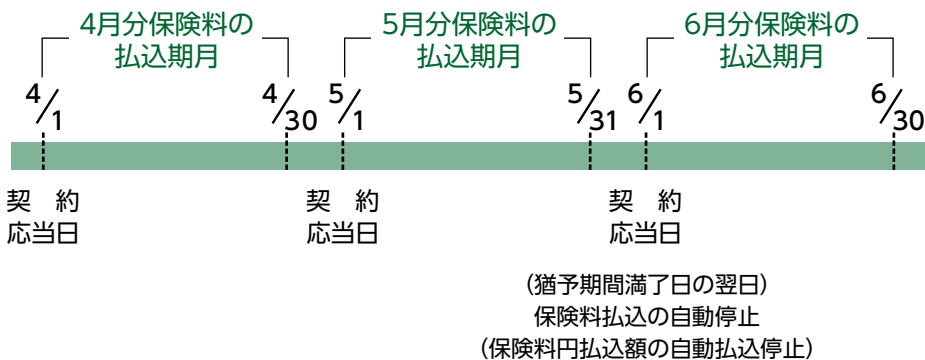 4月分保険料の
払込期月
5月分保険料の
払込期月
6月分保険料の
払込期月
4/1
4/30
5/1
5/31
6/1
6/30
契 約
応当日
契 約
応当日
契 約
応当日
(猶予期間満了日の翌日)
保険料払込の自動停止
(保険料円払込額の自動払込停止)